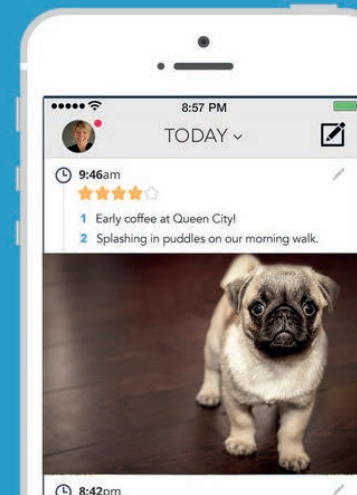 8:57 PM
TODAY
9:46am
1 Early coffee at Queen City!
2 Splashing in puddles on our morning walk.
8:42pm